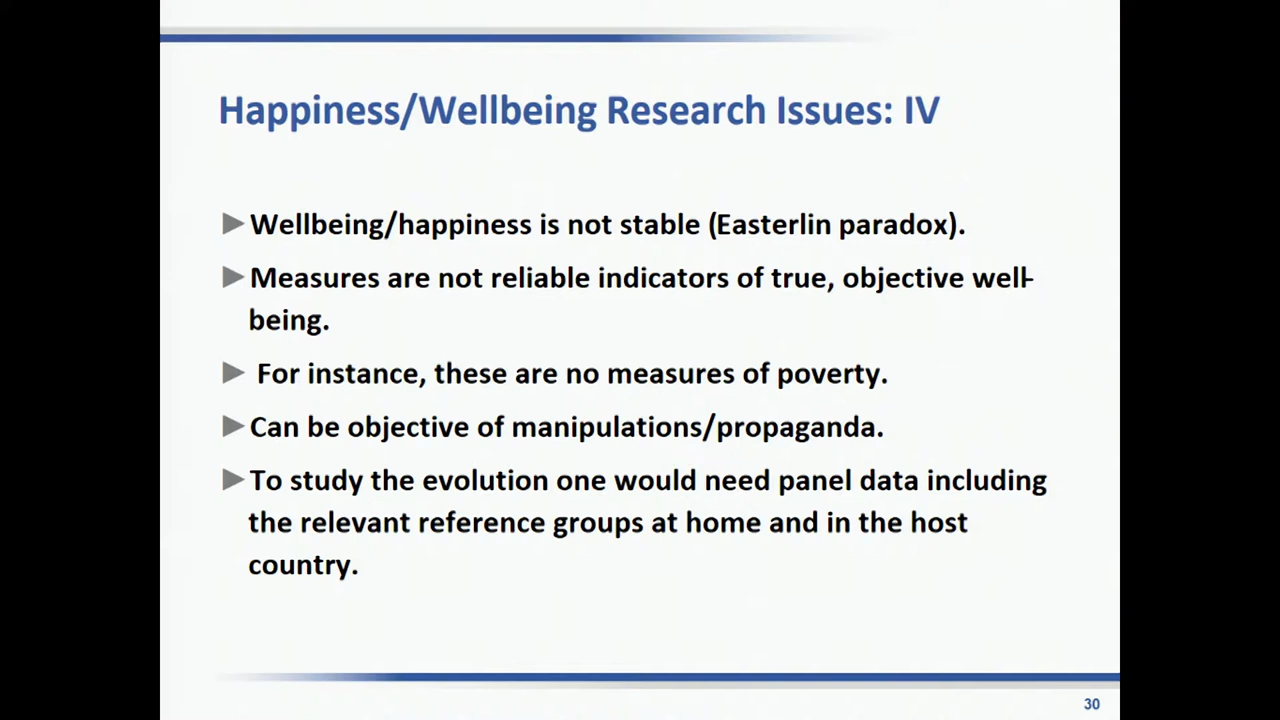 Happiness/Wellbeing Research Issues: IV
Wellbeing/happiness is not stable (Easterlin paradox).
Measures are not reliable indicators of true, objective well-
being.
For instance, these are no measures of poverty.
Can be objective of manipulations/propaganda.
To study the evolution one would need panel data including
the relevant reference groups at home and in the host
country.
30